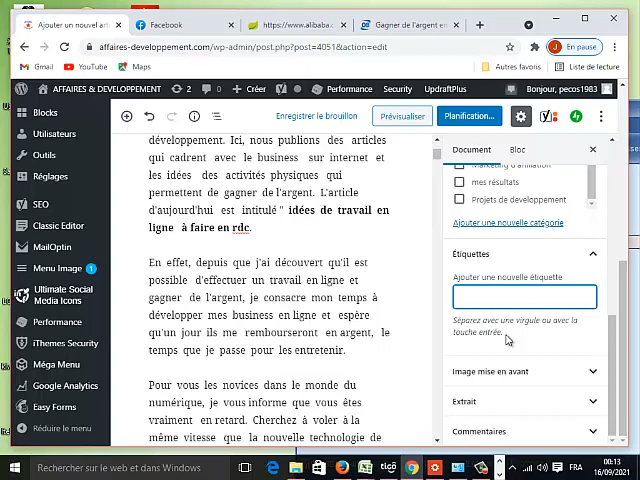 Ajouter un nouvel arti
Facebook
https://www.alibaba.c
Gagner de l'argent en
affaires-developpement.com/wp-admin/post.php?post=4051&action=edit
J En pause
Gmail
YouTube
Maps
Autres favoris
Liste de lecture
AFFAIRES & DEVELOPPEMENT
2
0
Créer
Performance
Security
UpdraftPlus
Bonjour, pecos1983
Blocks
Utilisateurs
Outils
Réglages
SEO
Classic Editor
MailOptin
Menu Image 1
Ultimate Social
Media Icons
Performance
iThemes Security
Méga Menu
Google Analytics
Easy Forms
Réduire le menu
Enregistrer le brouillon
Prévisualiser
Planification...
développement. Ici, nous publions des articles
qui cadrent avec le business sur internet et
les idées des activités physiques qui
permettent de gagner de l'argent. L'article
d'aujourd'hui est intitulé " idées de travail en
ligne à faire en rdc.
En effet, depuis que j'ai découvert qu'il est
possible d'effectuer un travail en ligne et
gagner de l'argent, je consacre mon temps à
développer mes business en ligne et espère
qu'un jour ils me rembourseront en argent, le
temps que je passe pour les entretenir.
Pour vous les novices dans le monde du
numérique, je vous informe que vous êtes
vraiment en retard. Cherchez à voler à la
même vitesse que la nouvelle technologie de
Document
Bloc
Marketing d'affiliation
mes résultats
Projets de developpement
Ajouter une nouvelle catégorie
Étiquettes
Ajouter une nouvelle étiquette
Séparez avec une virgule ou avec la
touche entrée.
Image mise en avant
Extrait
Commentaires
Rechercher sur le web et dans Windows
tigo
FRA
00:13
16/09/2021